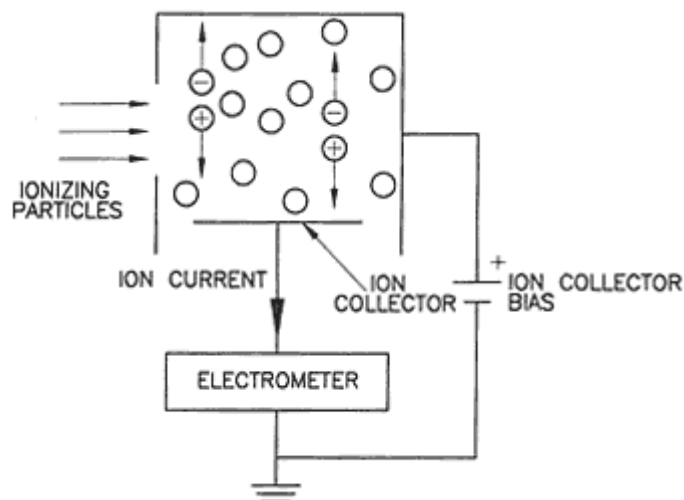 IONIZING
PARTICLES
ION CURRENT
ION
COLLECTOR
+
ION COLLECTOR
BIAS
ELECTROMETER
−
+
−
+